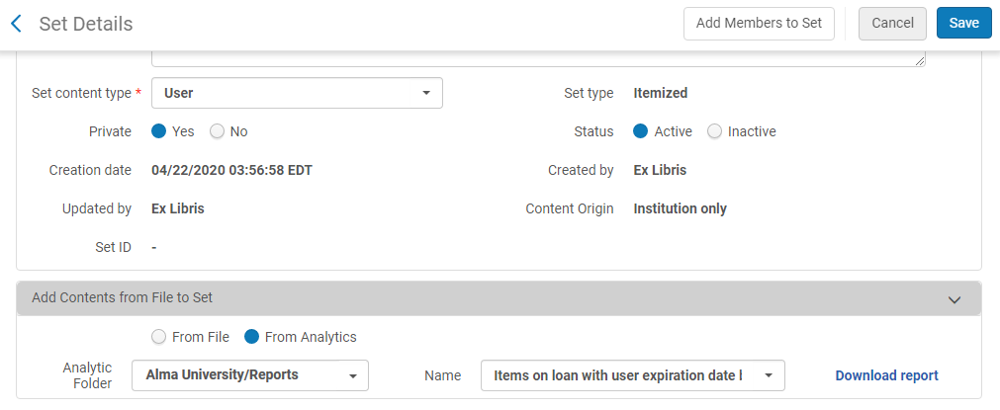 Set Details
Add Members to Set
Cancel
Save
Set content type * User
Set type Itemized
Private Yes No
Status Active Inactive
Creation date 04/22/2020 03:56:58 EDT
Created by Ex Libris
Updated by Ex Libris
Content Origin Institution only
Set ID -
Add Contents from File to Set
From File From Analytics
Analytic
Folder
Alma University/Reports
Name
Items on loan with user expiration date
Download report